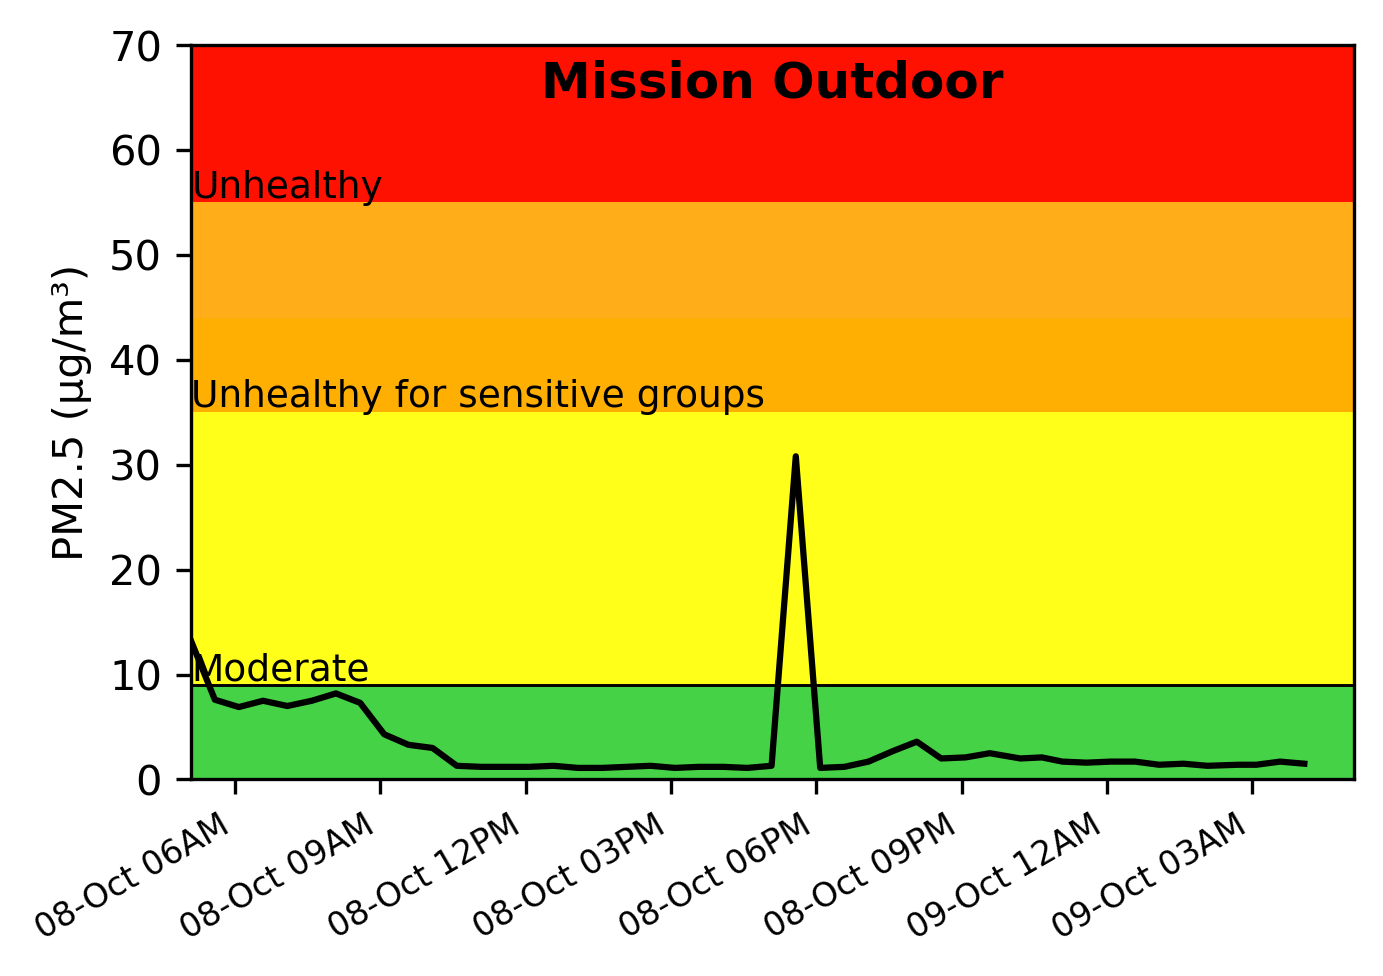 Mission Outdoor
PM2.5 (µg/m³)
70
60
50
40
30
20
10
0
Unhealthy
Unhealthy for sensitive groups
Moderate
08-Oct 06AM
08-Oct 09AM
08-Oct 12PM
08-Oct 03PM
08-Oct 06PM
08-Oct 09PM
09-Oct 12AM
09-Oct 03AM